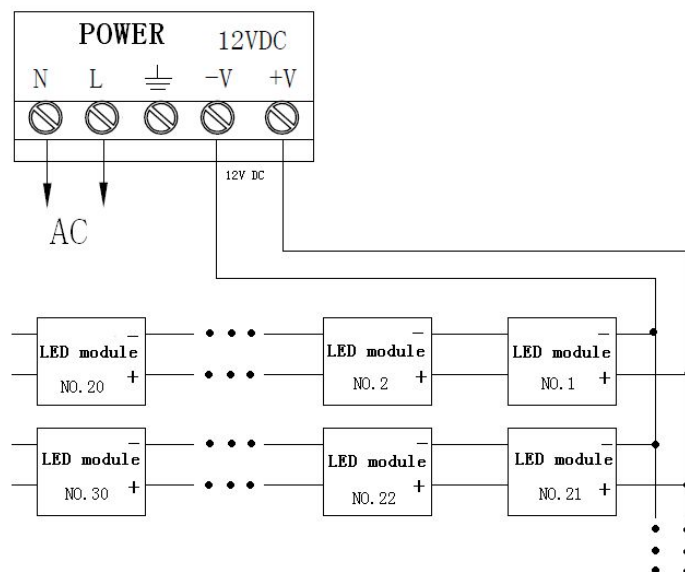 POWER 12VDC
N L -V +V
12V DC
AC
- - -
LED module LED module LED module
NO.20 + NO.2 + NO.1 +
- - -
LED module LED module LED module
NO.30 + NO.22 + NO.21 +